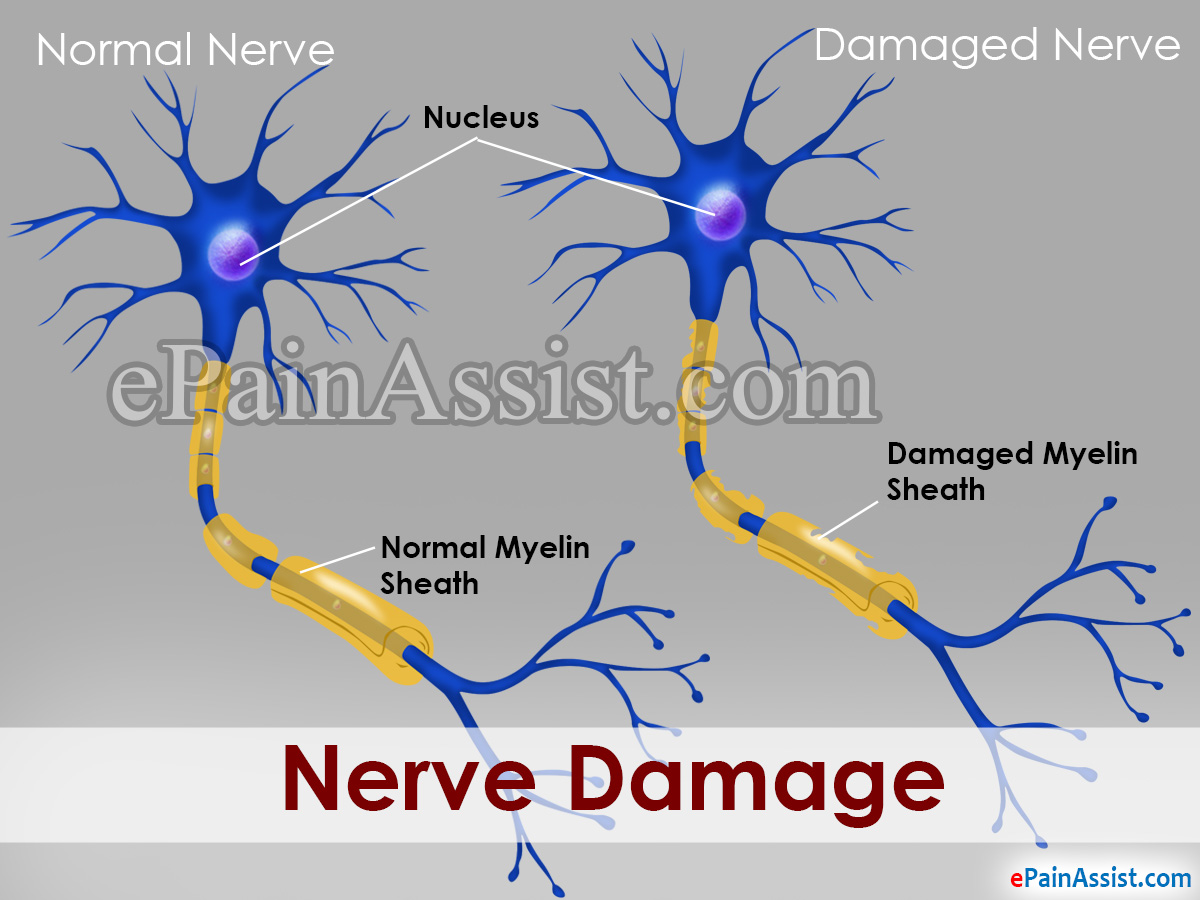 Normal Nerve
Damaged Nerve
Nucleus
ePainAssist.com
Damaged Myelin
Sheath
Normal Myelin
Sheath
Nerve Damage
ePainAssist.com